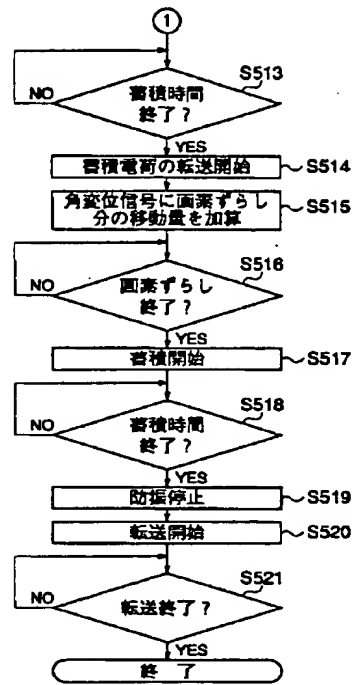 1
S513
蓄積時間
終了?
NO
YES
蓄積電荷の転送開始
S514
角変位信号に画素ずらし
分の移動量を加算
S515
S516
画素ずらし
終了?
NO
YES
蓄積開始
S517
S518
蓄積時間
終了?
NO
YES
防振停止
S519
転送開始
S520
S521
転送終了?
NO
YES
終 了